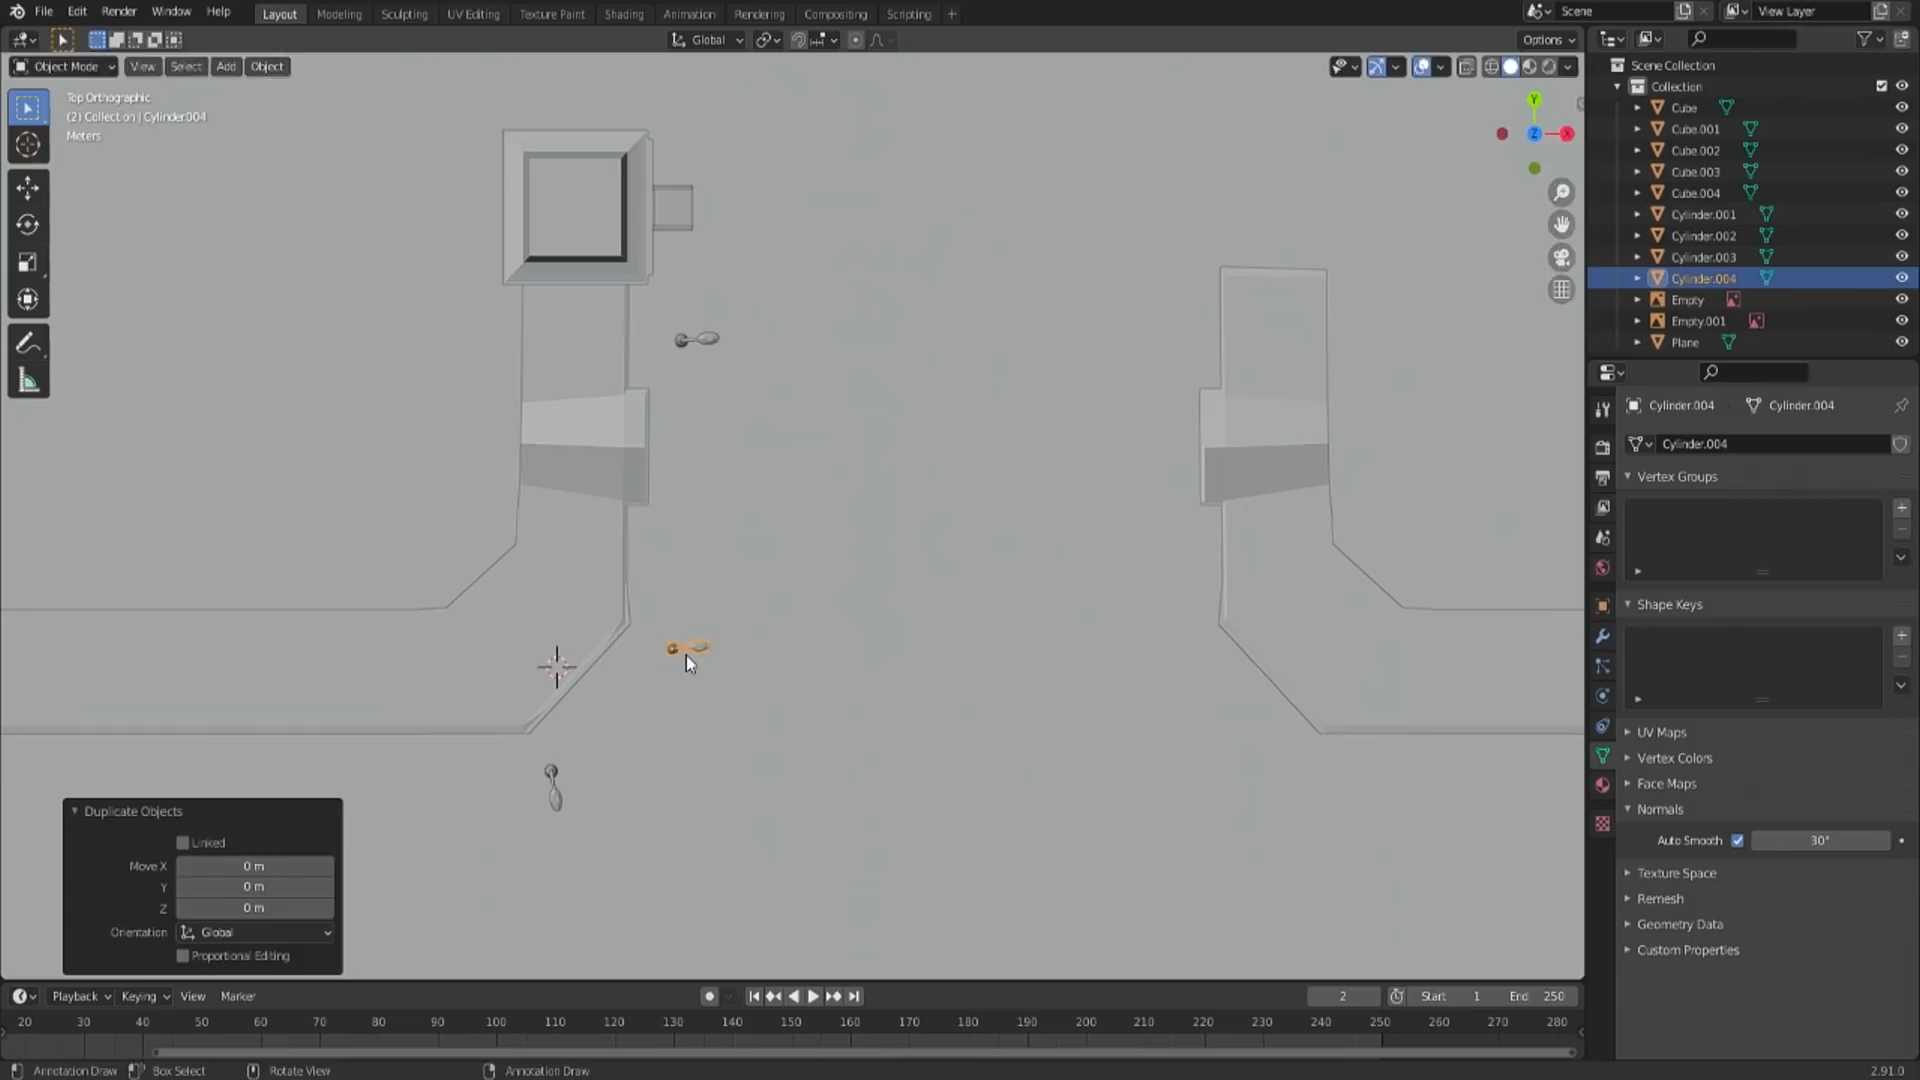 File Edit Render Window Help Layout Modeling Sculpting UV Editing Texture Paint Shading Animation Rendering Compositing Scripting + Scene View Layer
Global Options
Object Mode View Select Add Object
Top Orthographic
(2) Collection | Cylinder.004
Meters
Y
Z
X
Scene Collection
Collection
Cube
Cube.001
Cube.002
Cube.003
Cube.004
Cylinder.001
Cylinder.002
Cylinder.003
Cylinder.004
Empty
Empty.001
Plane
Cylinder.004 Cylinder.004
Cylinder.004
Vertex Groups
Shape Keys
UV Maps
Vertex Colors
Face Maps
Normals
Auto Smooth 30°
Texture Space
Remesh
Geometry Data
Custom Properties
Duplicate Objects
Linked
Move X 0 m
Y 0 m
Z 0 m
Orientation Global
Proportional Editing
Playback Keying View Marker 2 Start 1 End 250
20 30 40 50 60 70 80 90 100 110 120 130 140 150 160 170 180 190 200 210 220 230 240 250 260 270 280
Annotation Draw Box Select Rotate View Annotation Draw 2.91.0